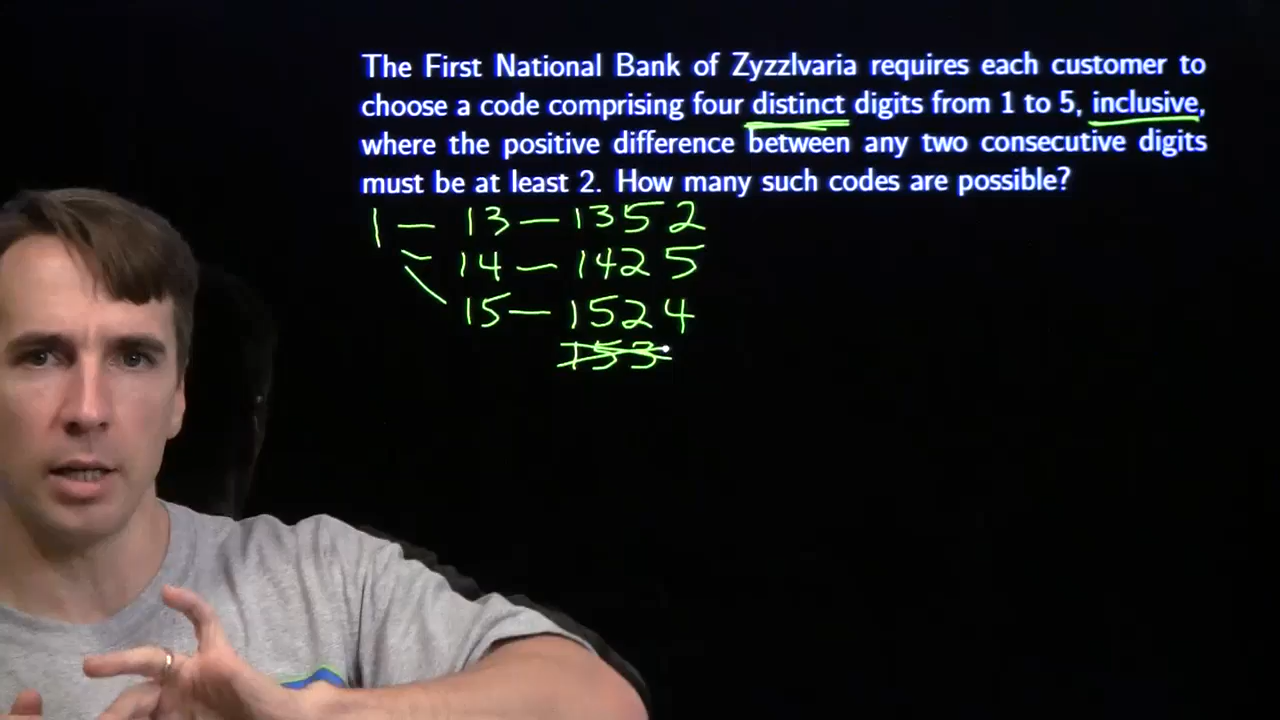 The First National Bank of Zyzzlvaria requires each customer to
choose a code comprising four distinct digits from 1 to 5, inclusive,
where the positive difference between any two consecutive digits
must be at least 2. How many such codes are possible?
1 — 13 — 1352
14 — 1425
15 — 1524
153